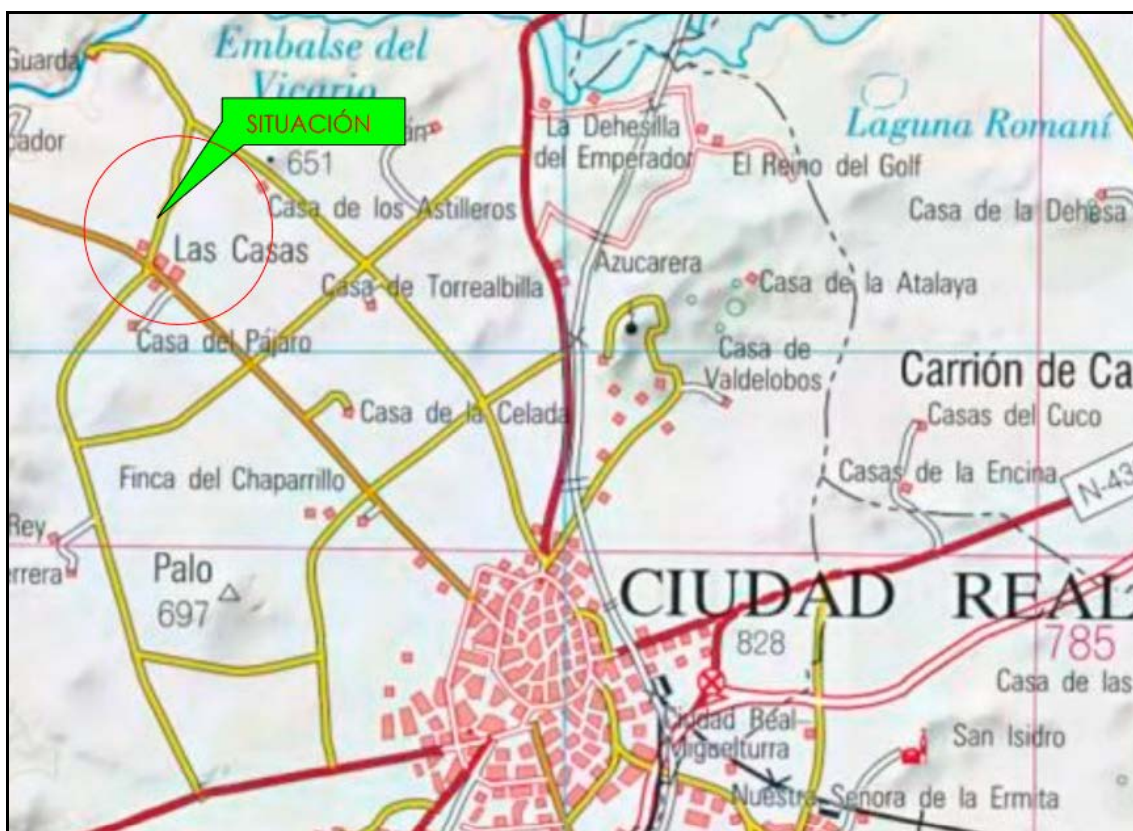 Guarda
Embalse del
Vicario
SITUACIÓN
651
Casa de los Astilleros
La Dehesilla
del Emperador
El Reino del Golf
Laguna Romaní
Casa de la Dehesa
Las Casas
Azucarera
Casa de Torrealbilla
Casa de la Atalaya
Casa del Pájaro
Casa de
Valdelobos
Carrión de Ca
Casa de la Celada
Casas del Cuco
Finca del Chaparrillo
Casas de la Encina
N-43
Rey
Palo
697
CIUDAD REAL
828
785
Casa de las
Ciudad Real-
Miguelturra
San Isidro
Nuestra Senora de la Ermita